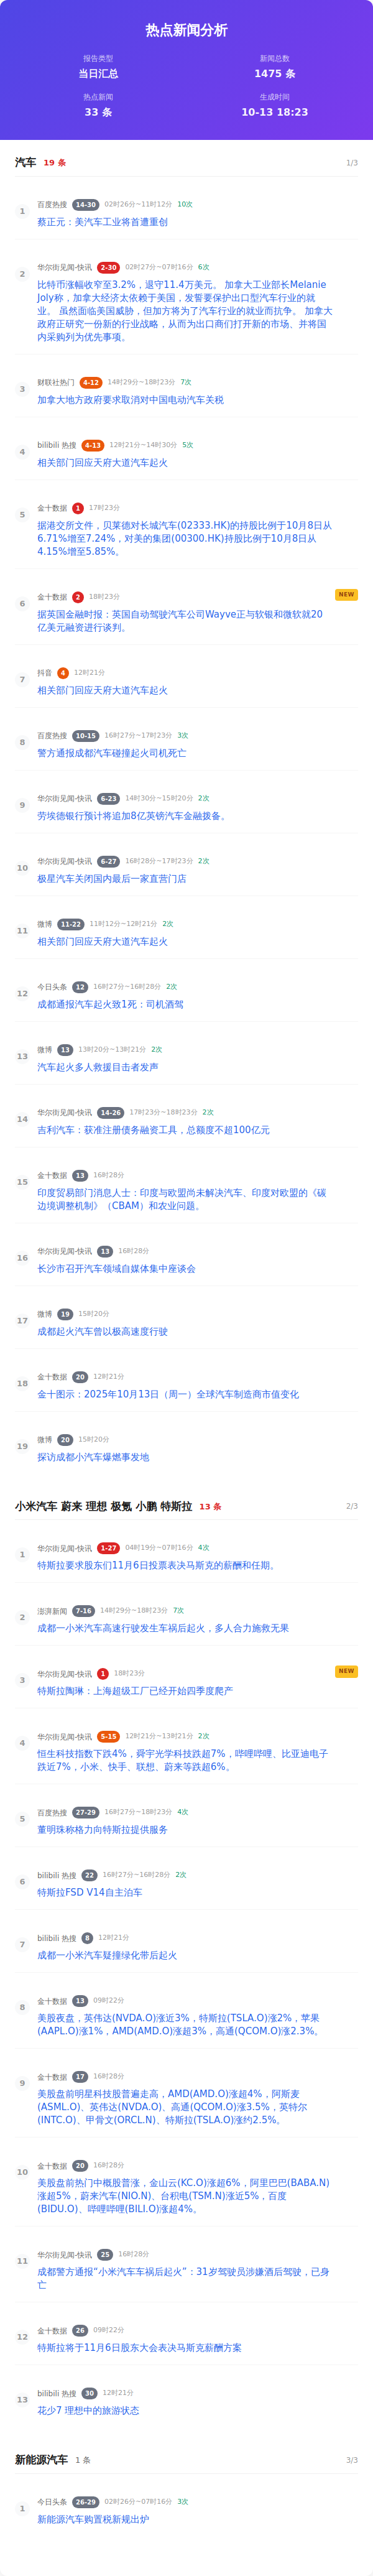 热点新闻分析
报告类型
当日汇总
新闻总数
1475 条
热点新闻
33 条
生成时间
10-13 18:23
汽车 19 条 1/3
1
百度热搜 14-30 02时26分~11时12分 10次
蔡正元：美汽车工业将首遭重创
2
华尔街见闻-快讯 2-30 02时27分~07时16分 6次
比特币涨幅收窄至3.2%，退守11.4万美元。 加拿大工业部长Melanie
Joly称，加拿大经济太依赖于美国，发誓要保护出口型汽车行业的就
业。 虽然面临美国威胁，但加方将为了汽车行业的就业而抗争。 加拿大
政府正研究一份新的行业战略，从而为出口商们打开新的市场、并将国
内采购列为优先事项。
3
财联社热门 4-12 14时29分~18时23分 7次
加拿大地方政府要求取消对中国电动汽车关税
4
bilibili 热搜 4-13 12时21分~14时30分 5次
相关部门回应天府大道汽车起火
5
金十数据 1 17时23分
据港交所文件，贝莱德对长城汽车(02333.HK)的持股比例于10月8日从
6.71%增至7.24%，对美的集团(00300.HK)持股比例于10月8日从
4.15%增至5.85%。
6
金十数据 2 18时23分 NEW
据英国金融时报：英国自动驾驶汽车公司Wayve正与软银和微软就20
亿美元融资进行谈判。
7
抖音 4 12时21分
相关部门回应天府大道汽车起火
8
百度热搜 10-15 16时27分~17时23分 3次
警方通报成都汽车碰撞起火司机死亡
9
华尔街见闻-快讯 6-23 14时30分~15时20分 2次
劳埃德银行预计将追加8亿英镑汽车金融拨备。
10
华尔街见闻-快讯 6-27 16时28分~17时23分 2次
极星汽车关闭国内最后一家直营门店
11
微博 11-22 11时12分~12时21分 2次
相关部门回应天府大道汽车起火
12
今日头条 12 16时27分~16时28分 2次
成都通报汽车起火致1死：司机酒驾
13
微博 13 13时20分~13时21分 2次
汽车起火多人救援目击者发声
14
华尔街见闻-快讯 14-26 17时23分~18时23分 2次
吉利汽车：获准注册债务融资工具，总额度不超100亿元
15
金十数据 13 16时28分
印度贸易部门消息人士：印度与欧盟尚未解决汽车、印度对欧盟的《碳
边境调整机制》（CBAM）和农业问题。
16
华尔街见闻-快讯 13 16时28分
长沙市召开汽车领域自媒体集中座谈会
17
微博 19 15时20分
成都起火汽车曾以极高速度行驶
18
金十数据 20 12时21分
金十图示：2025年10月13日（周一）全球汽车制造商市值变化
19
微博 20 15时20分
探访成都小汽车爆燃事发地
小米汽车 蔚来 理想 极氪 小鹏 特斯拉 13 条 2/3
1
华尔街见闻-快讯 1-27 04时19分~07时16分 4次
特斯拉要求股东们11月6日投票表决马斯克的薪酬和任期。
2
澎湃新闻 7-16 14时29分~18时23分 7次
成都一小米汽车高速行驶发生车祸后起火，多人合力施救无果
3
华尔街见闻-快讯 1 18时23分 NEW
特斯拉陶琳：上海超级工厂已经开始四季度爬产
4
华尔街见闻-快讯 5-15 12时21分~13时21分 2次
恒生科技指数下跌4%，舜宇光学科技跌超7%，哔哩哔哩、比亚迪电子
跌近7%，小米、快手、联想、蔚来等跌超6%。
5
百度热搜 27-29 16时27分~18时23分 4次
董明珠称格力向特斯拉提供服务
6
bilibili 热搜 22 16时27分~16时28分 2次
特斯拉FSD V14自主泊车
7
bilibili 热搜 8 12时21分
成都一小米汽车疑撞绿化带后起火
8
金十数据 13 09时22分
美股夜盘，英伟达(NVDA.O)涨近3%，特斯拉(TSLA.O)涨2%，苹果
(AAPL.O)涨1%，AMD(AMD.O)涨超3%，高通(QCOM.O)涨2.3%。
9
金十数据 17 16时28分
美股盘前明星科技股普遍走高，AMD(AMD.O)涨超4%，阿斯麦
(ASML.O)、英伟达(NVDA.O)、高通(QCOM.O)涨3.5%，英特尔
(INTC.O)、甲骨文(ORCL.N)、特斯拉(TSLA.O)涨约2.5%。
10
金十数据 20 16时28分
美股盘前热门中概股普涨，金山云(KC.O)涨超6%，阿里巴巴(BABA.N)
涨超5%，蔚来汽车(NIO.N)、台积电(TSM.N)涨近5%，百度
(BIDU.O)、哔哩哔哩(BILI.O)涨超4%。
11
华尔街见闻-快讯 25 16时28分
成都警方通报“小米汽车车祸后起火”：31岁驾驶员涉嫌酒后驾驶，已身
亡
12
金十数据 26 09时22分
特斯拉将于11月6日股东大会表决马斯克薪酬方案
13
bilibili 热搜 30 12时21分
花少7 理想中的旅游状态
新能源汽车 1 条 3/3
1
今日头条 26-29 02时26分~07时16分 3次
新能源汽车购置税新规出炉